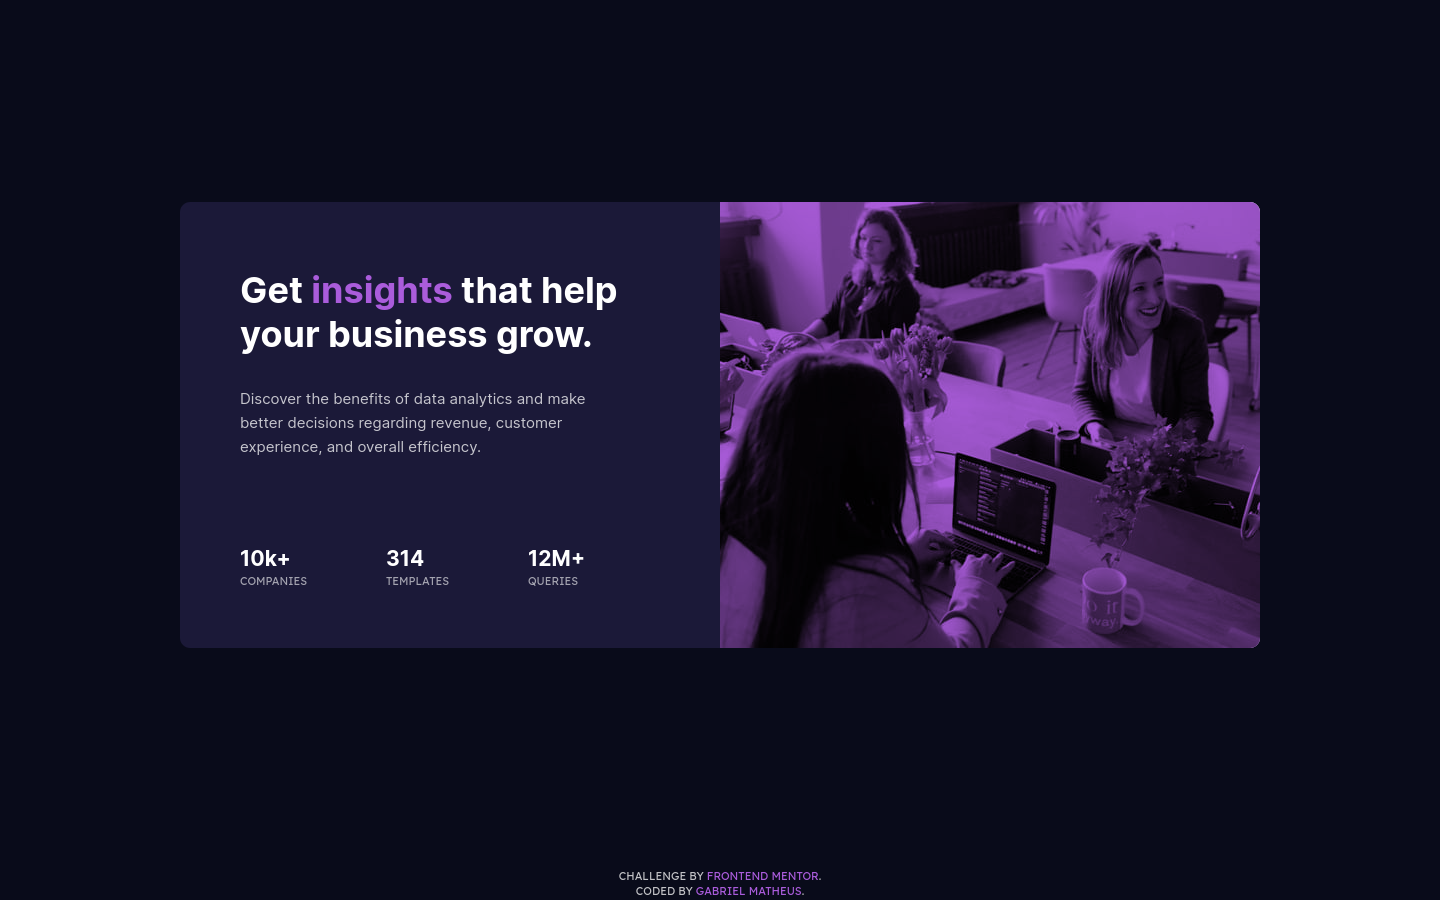 Get insights that help
your business grow.
Discover the benefits of data analytics and make
better decisions regarding revenue, customer
experience, and overall efficiency.
10k+ 314 12M+
COMPANIES TEMPLATES QUERIES
CHALLENGE BY FRONTEND MENTOR.
CODED BY GABRIEL MATHEUS.